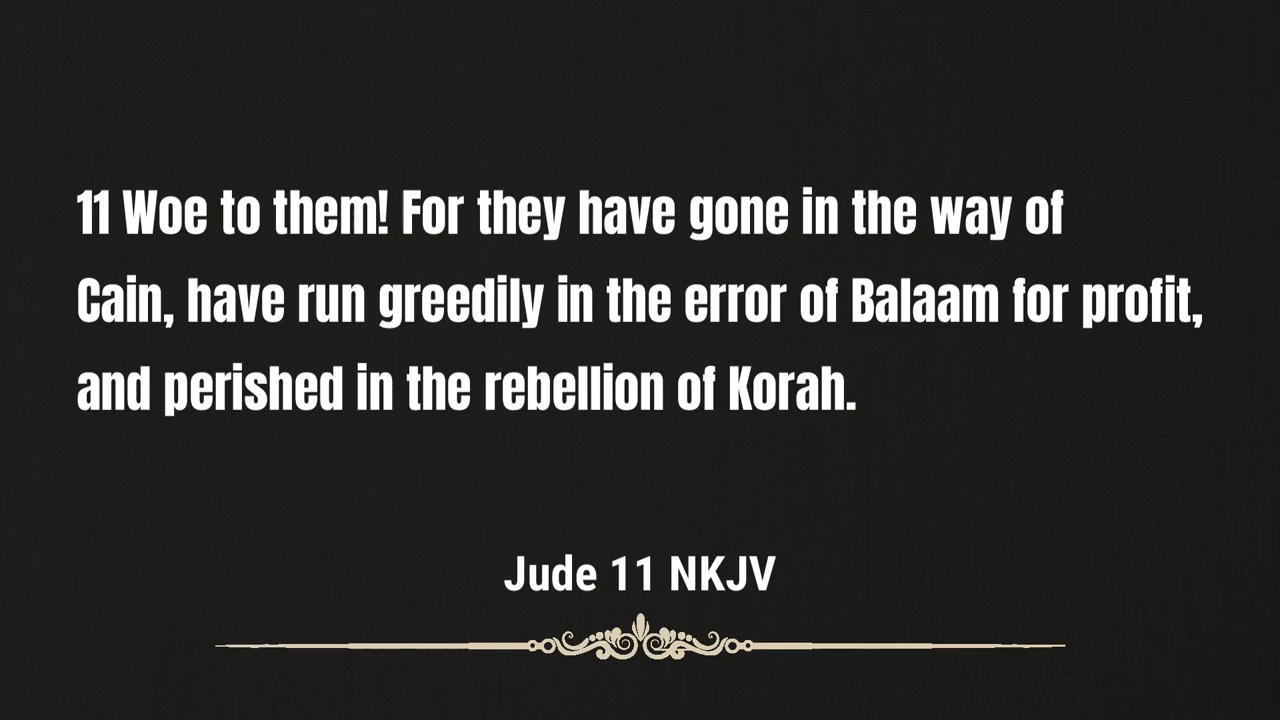 11 Woe to them! For they have gone in the way of
Cain, have run greedily in the error of Balaam for profit,
and perished in the rebellion of Korah.
Jude 11 NKJV